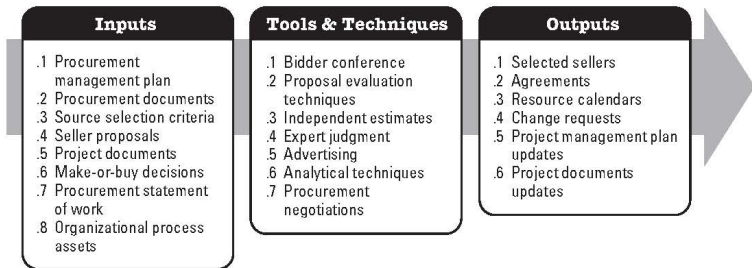 Inputs
.1 Procurement
management plan
.2 Procurement documents
.3 Source selection criteria
.4 Seller proposals
.5 Project documents
.6 Make-or-buy decisions
.7 Procurement statement
of work
.8 Organizational process
assets
Tools & Techniques
.1 Bidder conference
.2 Proposal evaluation
techniques
.3 Independent estimates
.4 Expert judgment
.5 Advertising
.6 Analytical techniques
.7 Procurement
negotiations
Outputs
.1 Selected sellers
.2 Agreements
.3 Resource calendars
.4 Change requests
.5 Project management plan
updates
.6 Project documents
updates